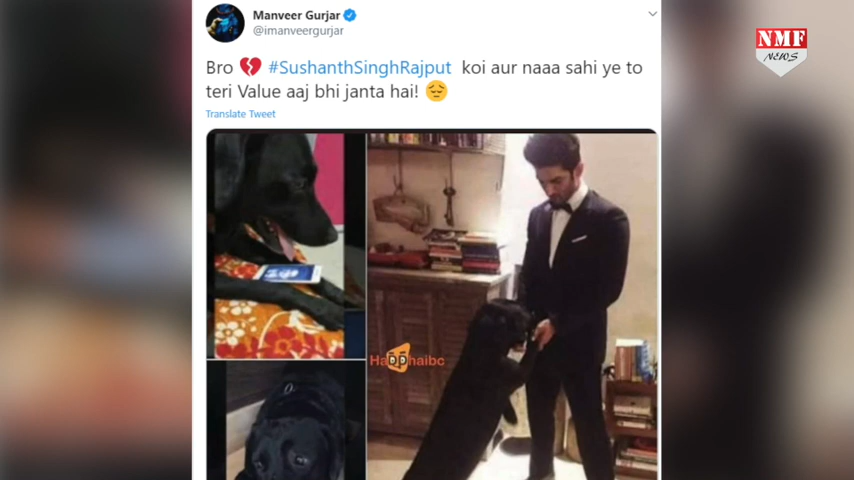 Manveer Gurjar
@imanveergurjar
NMF
NEWS
Bro 💔 #SushanthSinghRajput koi aur naaa sahi ye to
teri Value aaj bhi janta hai! 😔
Translate Tweet
Happhaibc